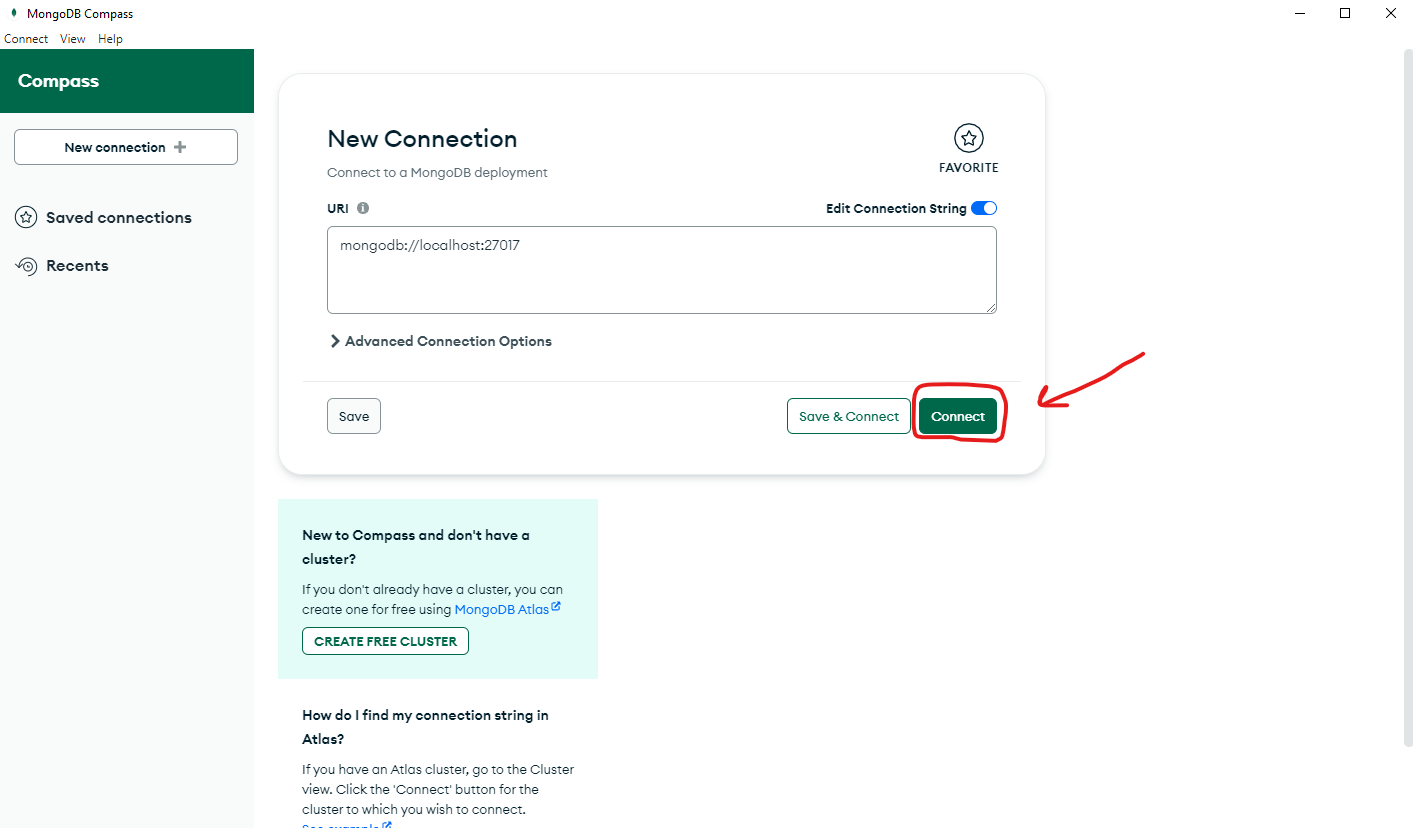 MongoDB Compass
Connect View Help
Compass
New connection
Saved connections
Recents
New Connection
Connect to a MongoDB deployment
FAVORITE
URI
Edit Connection String
mongodb://localhost:27017
Advanced Connection Options
Save
Save & Connect
Connect
New to Compass and don't have a
cluster?
If you don't already have a cluster, you can
create one for free using MongoDB Atlas
CREATE FREE CLUSTER
How do I find my connection string in
Atlas?
If you have an Atlas cluster, go to the Cluster
view. Click the 'Connect' button for the
cluster to which you wish to connect.
See example